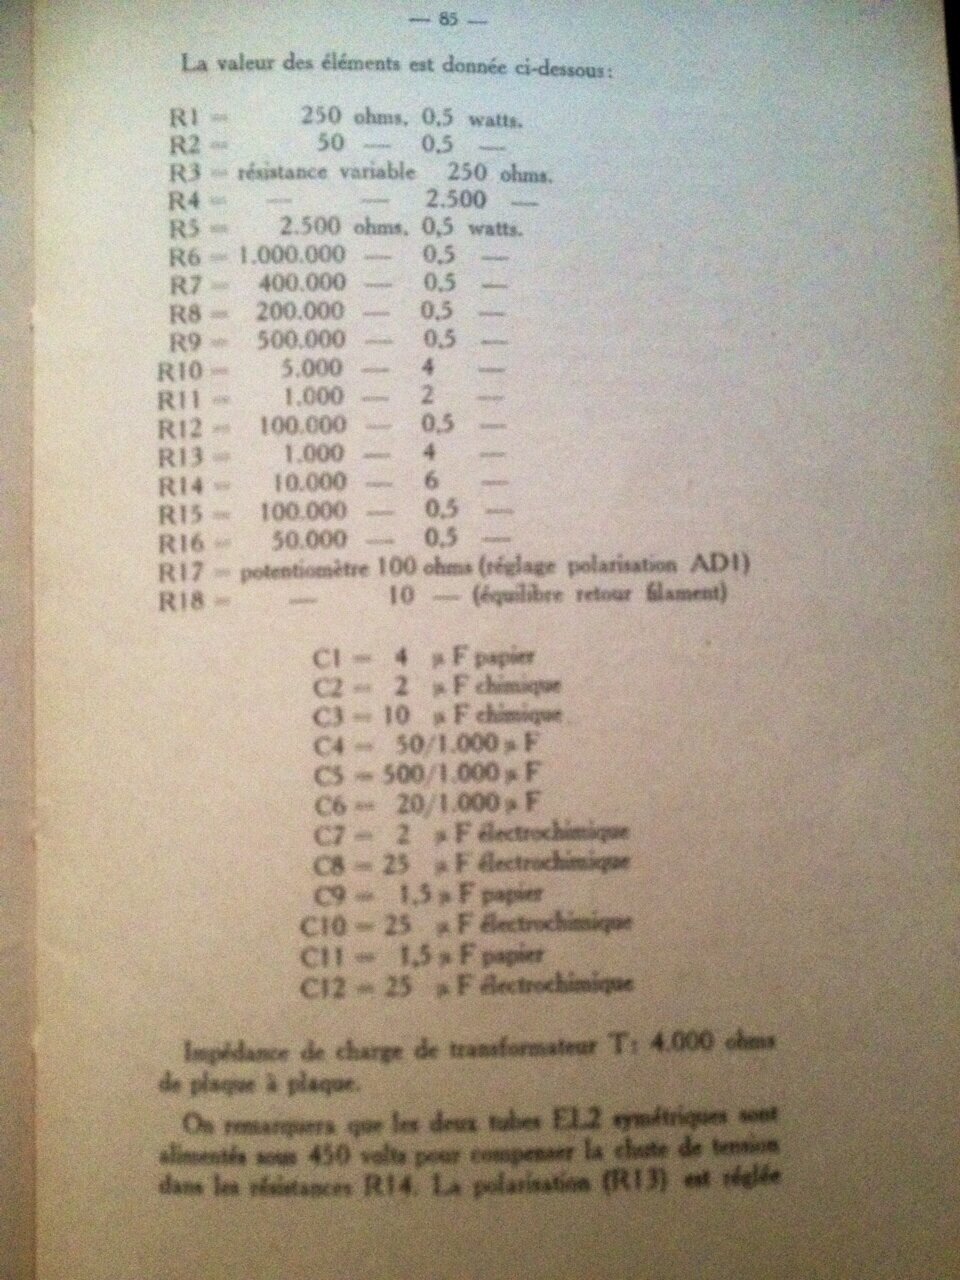 — 85 —
La valeur des éléments est donnée ci-dessous :
R1 = 250 ohms, 0,5 watts.
R2 = 50 — 0,5 —
R3 = résistance variable 250 ohms.
R4 = — — 2.500 —
R5 = 2.500 ohms, 0,5 watts.
R6 = 1.000.000 — 0,5 —
R7 = 400.000 — 0,5 —
R8 = 200.000 — 0,5 —
R9 = 500.000 — 0,5 —
R10 = 5.000 — 4 —
R11 = 1.000 — 2 —
R12 = 100.000 — 0,5 —
R13 = 1.000 — 4 —
R14 = 10.000 — 6 —
R15 = 100.000 — 0,5 —
R16 = 50.000 — 0,5 —
R17 = potentiomètre 100 ohms (réglage polarisation AD1)
R18 = — 10 — (équilibre retour filament)
C1 = 4 µ F papier
C2 = 2 µ F chimique
C3 = 10 µ F chimique
C4 = 50/1.000 µ F
C5 = 500/1.000 µ F
C6 = 20/1.000 µ F
C7 = 2 µ F électrochimique
C8 = 25 µ F électrochimique
C9 = 1,5 µ F papier
C10 = 25 µ F électrochimique
C11 = 1,5 µ F papier
C12 = 25 µ F électrochimique
Impédance de charge de transformateur T : 4.000 ohms
de plaque à plaque.
On remarquera que les deux tubes EL2 symétriques sont
alimentés sous 450 volts pour compenser la chute de tension
dans les résistances R14. La polarisation (R13) est réglée